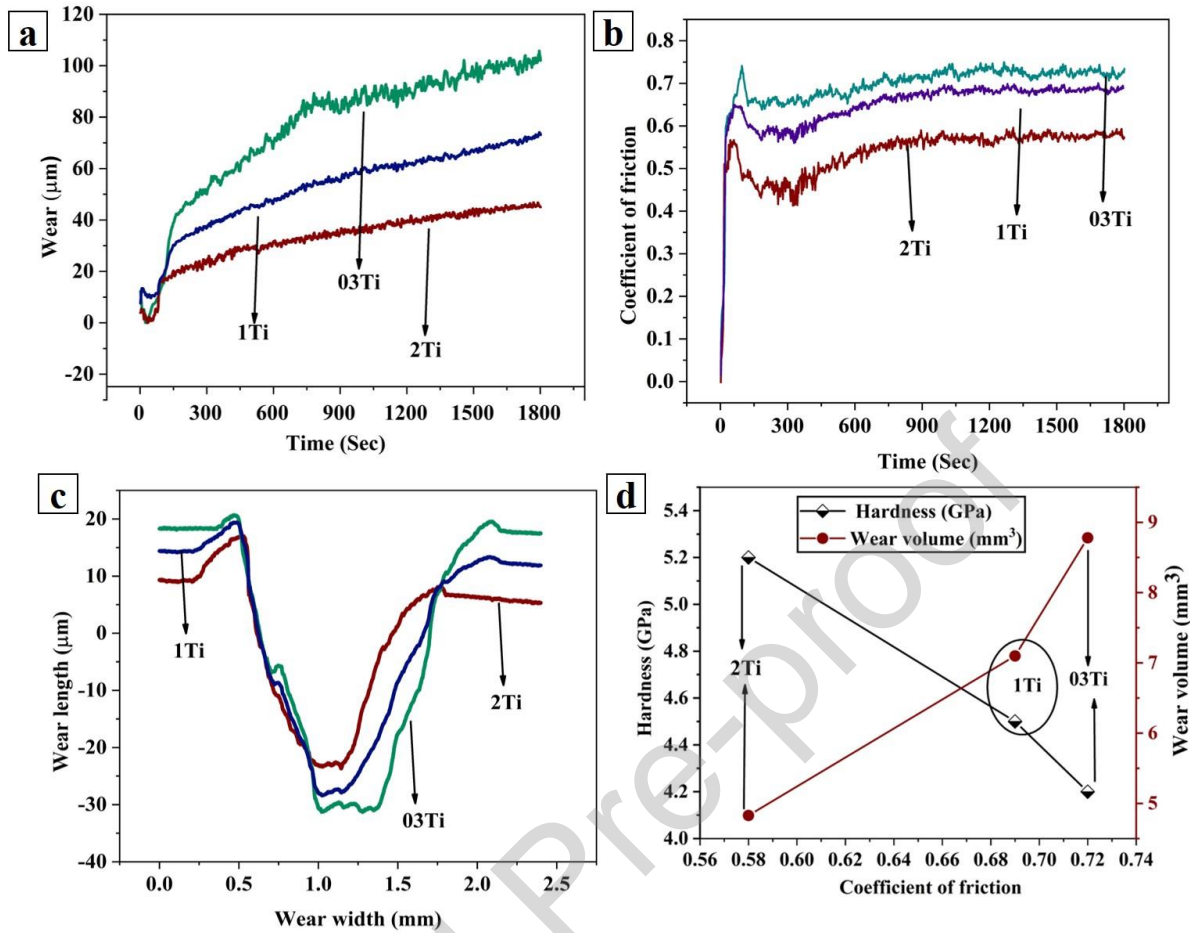 a
120
100
80
60
40
20
0
-20
Wear (μm)
03Ti
1Ti
2Ti
0 300 600 900 1200 1500 1800
Time (Sec)
b
0.8
0.7
0.6
0.5
0.4
0.3
0.2
0.1
0.0
Coefficient of friction
2Ti
1Ti
03Ti
0 300 600 900 1200 1500 1800
Time (Sec)
c
20
10
0
-10
-20
-30
-40
Wear length (μm)
1Ti
2Ti
03Ti
0.0 0.5 1.0 1.5 2.0 2.5
Wear width (mm)
d
Hardness (GPa)
Wear volume (mm³)
5.4
5.2
5.0
4.8
4.6
4.4
4.2
4.0
Hardness (GPa)
2Ti
1Ti
03Ti
9
8
7
6
5
Wear volume (mm³)
0.56 0.58 0.60 0.62 0.64 0.66 0.68 0.70 0.72 0.74
Coefficient of friction
Pre-proof